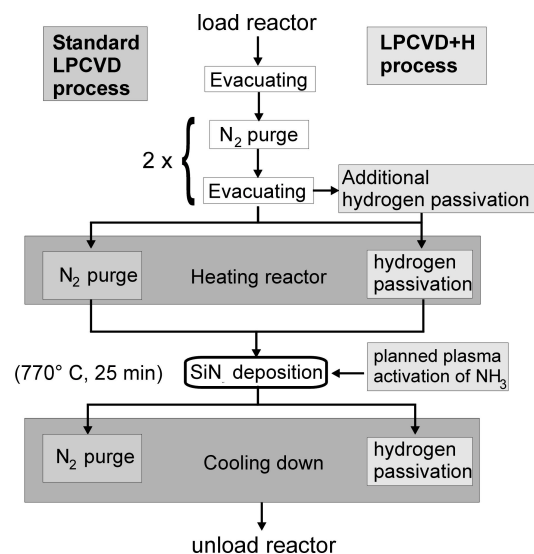 load reactor
Standard
LPCVD
process
LPCVD+H
process
Evacuating
N₂ purge
2 x
Evacuating
Additional
hydrogen passivation
N₂ purge
Heating reactor
hydrogen
passivation
(770° C, 25 min)
SiN deposition
planned plasma
activation of NH₃
N₂ purge
Cooling down
hydrogen
passivation
unload reactor